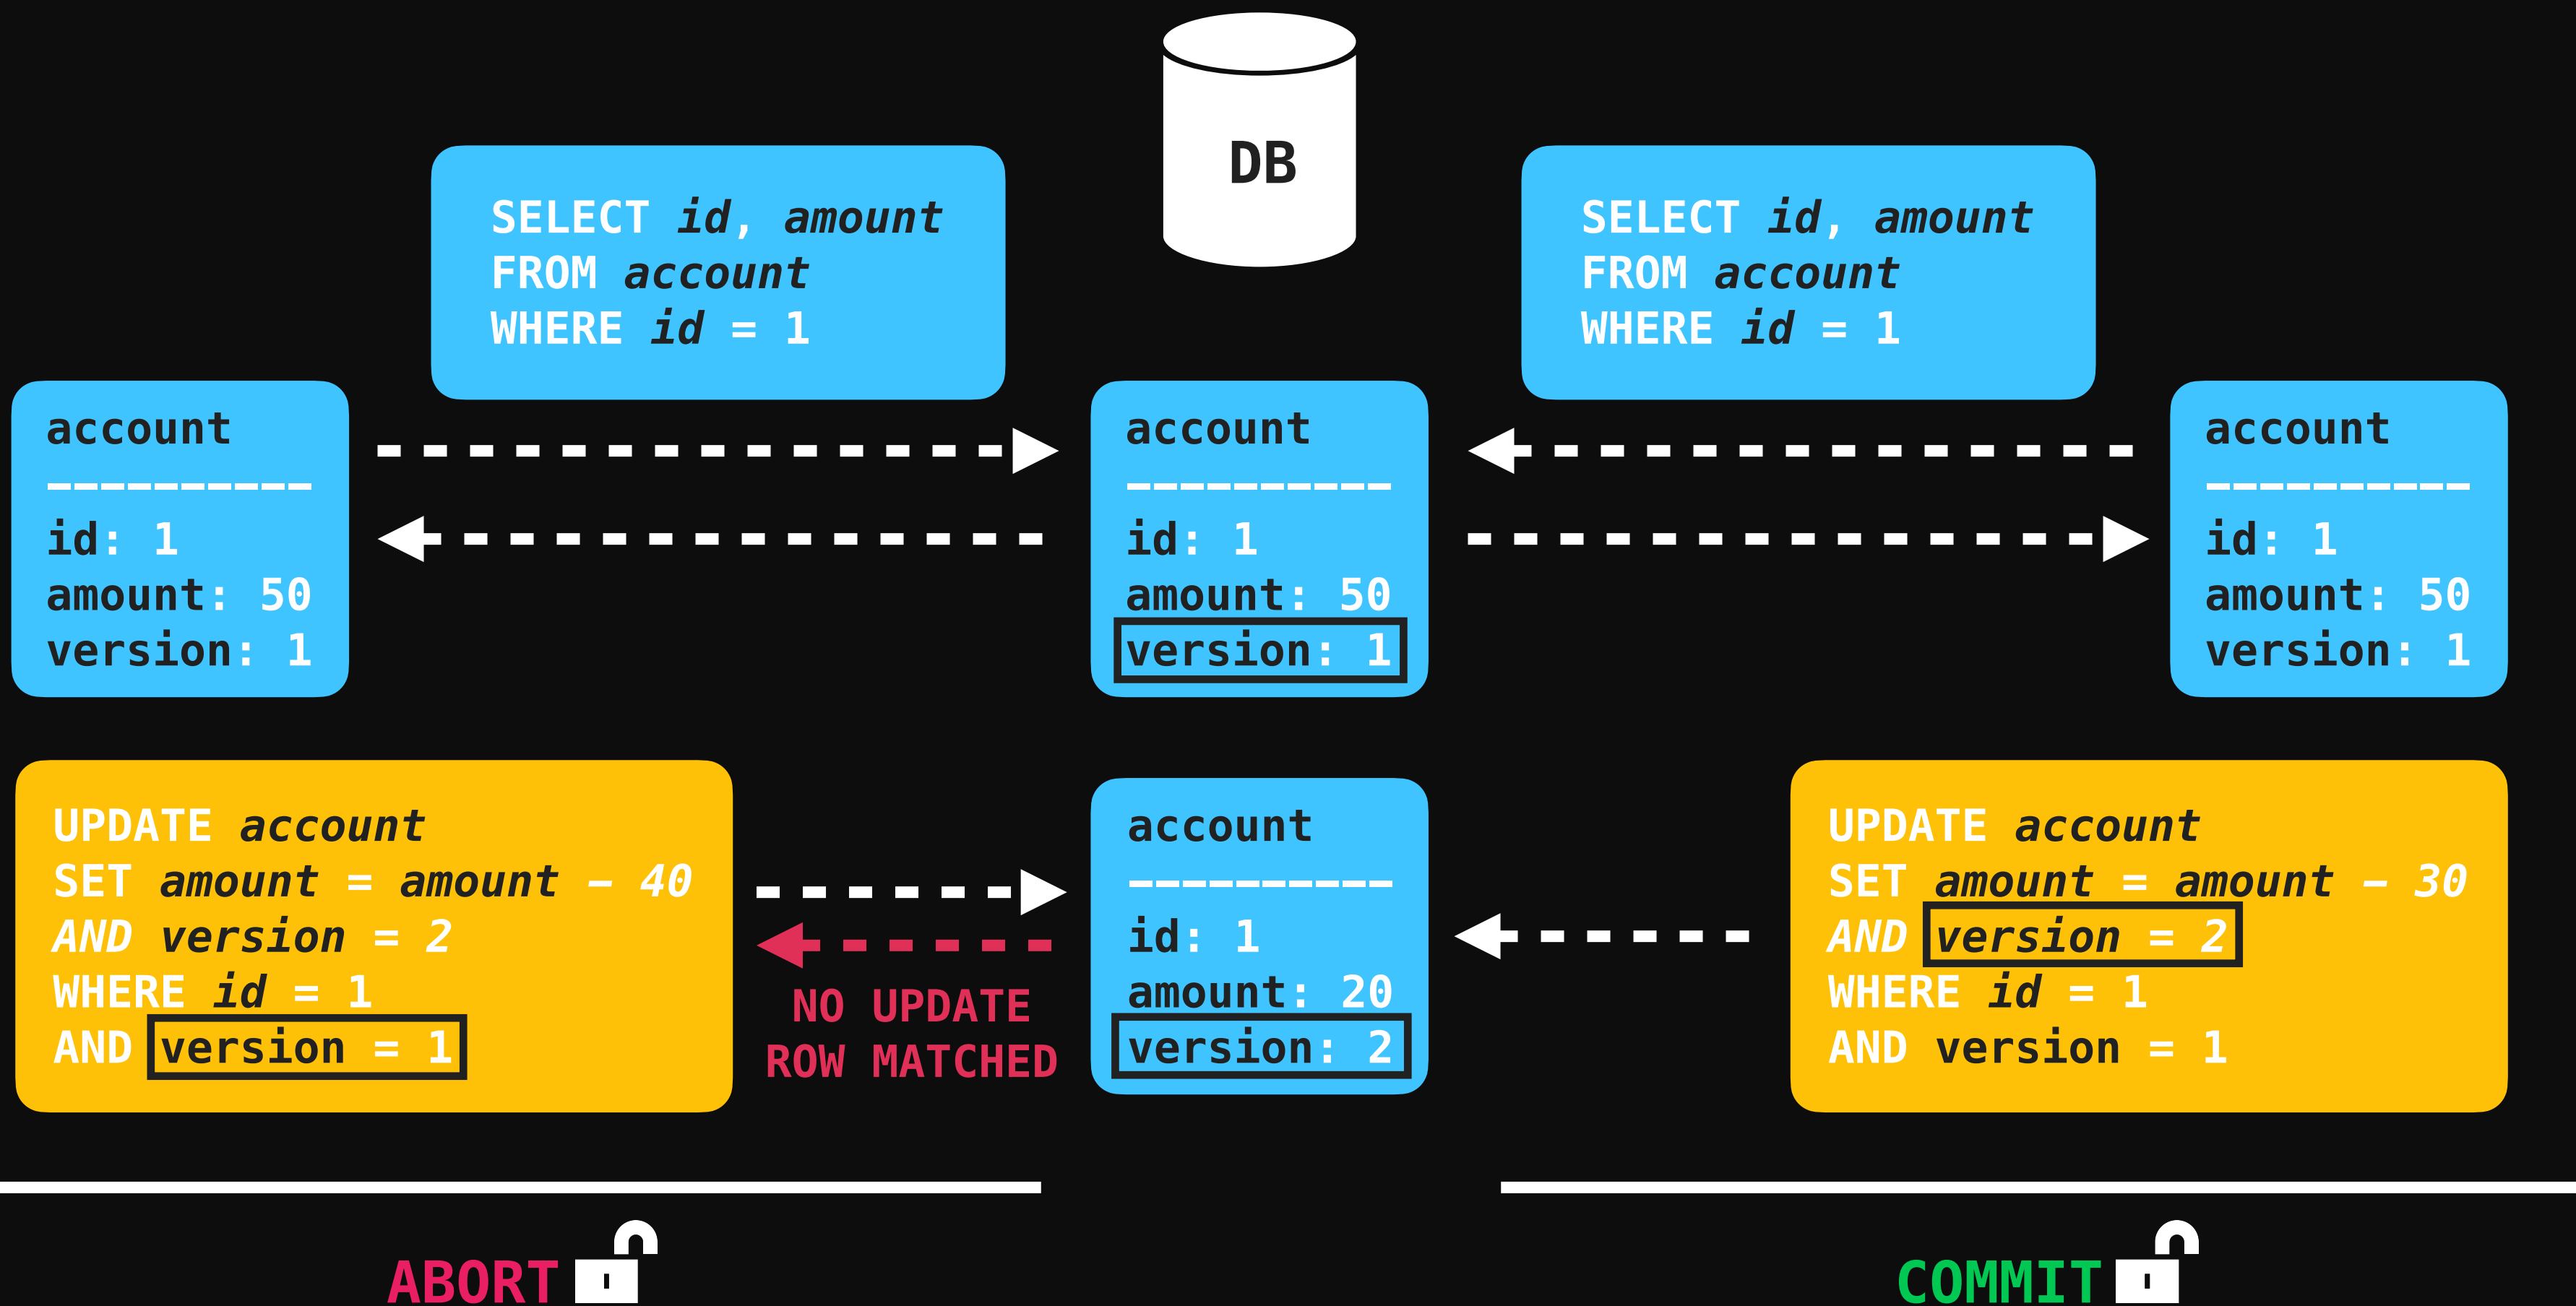 DB
SELECT id, amount
FROM account
WHERE id = 1
SELECT id, amount
FROM account
WHERE id = 1
account
----------
id: 1
amount: 50
version: 1
account
----------
id: 1
amount: 50
version: 1
account
----------
id: 1
amount: 50
version: 1
UPDATE account
SET amount = amount - 40
AND version = 2
WHERE id = 1
AND version = 1
NO UPDATE
ROW MATCHED
account
----------
id: 1
amount: 20
version: 2
UPDATE account
SET amount = amount - 30
AND version = 2
WHERE id = 1
AND version = 1
ABORT
COMMIT